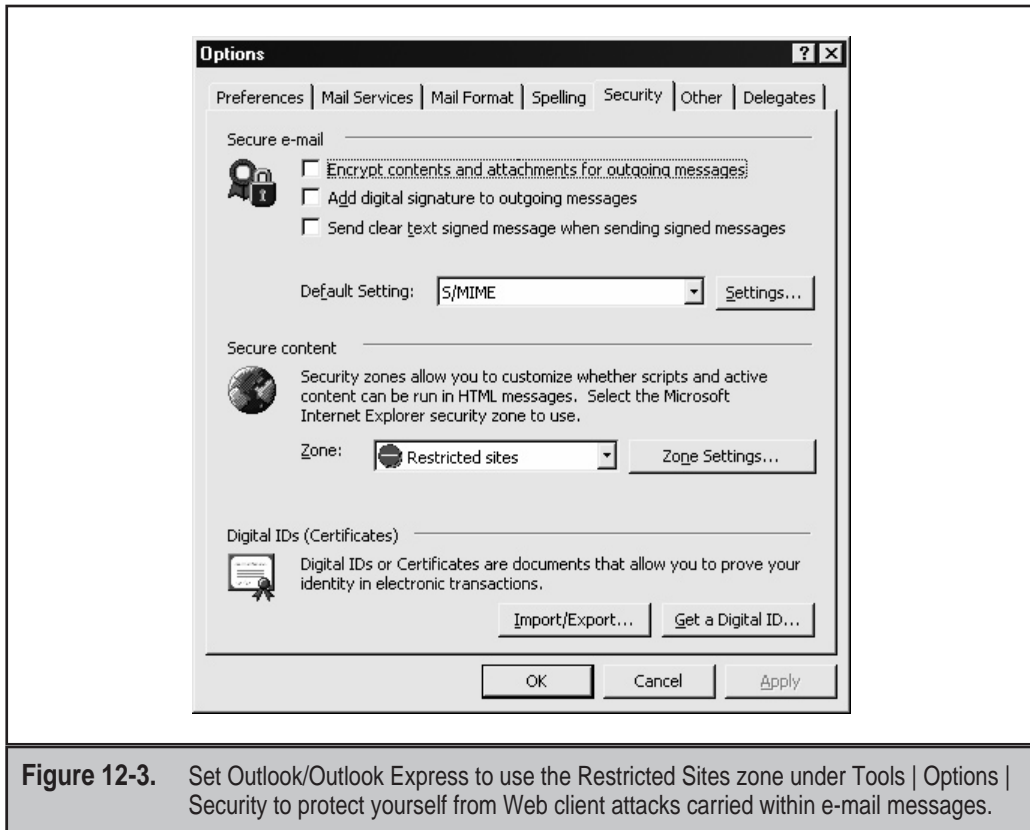 Options
Preferences Mail Services Mail Format Spelling Security Other Delegates
Secure e-mail
Encrypt contents and attachments for outgoing messages
Add digital signature to outgoing messages
Send clear text signed message when sending signed messages
Default Setting: S/MIME Settings...
Secure content
Security zones allow you to customize whether scripts and active
content can be run in HTML messages. Select the Microsoft
Internet Explorer security zone to use.
Zone: Restricted sites Zone Settings...
Digital IDs (Certificates)
Digital IDs or Certificates are documents that allow you to prove your
identity in electronic transactions.
Import/Export... Get a Digital ID...
OK Cancel Apply
Figure 12-3. Set Outlook/Outlook Express to use the Restricted Sites zone under Tools | Options |
Security to protect yourself from Web client attacks carried within e-mail messages.